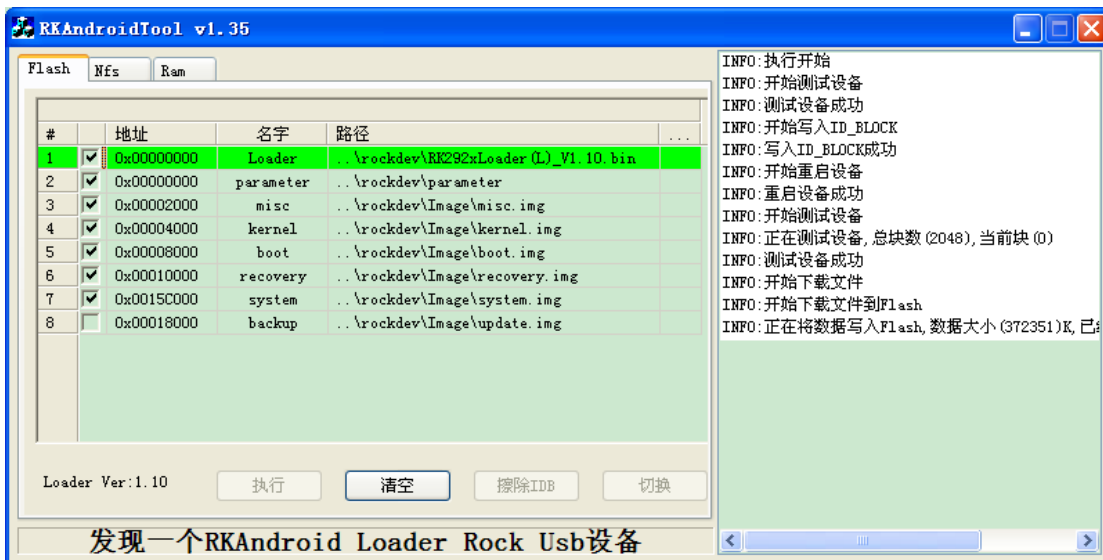 RKAndroidTool v1.35
Flash Nfs Ram
# 地址 名字 路径 ...
1 0x00000000 Loader ..\rockdev\RK292xLoader(L)_V1.10.bin
2 0x00000000 parameter ..\rockdev\parameter
3 0x00002000 misc ..\rockdev\Image\misc.img
4 0x00004000 kernel ..\rockdev\Image\kernel.img
5 0x00008000 boot ..\rockdev\Image\boot.img
6 0x00010000 recovery ..\rockdev\Image\recovery.img
7 0x0015C000 system ..\rockdev\Image\system.img
8 0x00018000 backup ..\rockdev\Image\update.img
Loader Ver:1.10 执行 清空 擦除IDB 切换
发现一个RKAndroid Loader Rock Usb设备
INFO:执行开始
INFO:开始测试设备
INFO:测试设备成功
INFO:开始写入ID_BLOCK
INFO:写入ID_BLOCK成功
INFO:开始重启设备
INFO:重启设备成功
INFO:开始测试设备
INFO:正在测试设备,总块数(2048),当前块(0)
INFO:测试设备成功
INFO:开始下载文件
INFO:开始下载文件到Flash
INFO:正在将数据写入Flash,数据大小(372351)K,已